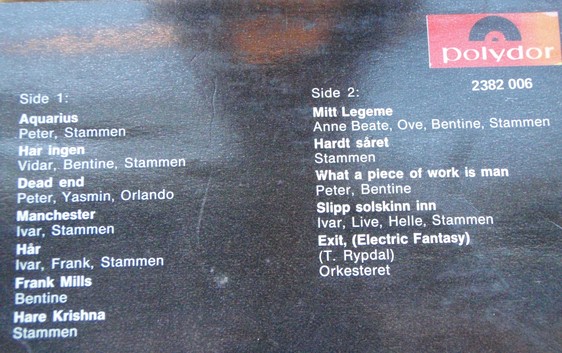 polydor
2382 006
Side 1:
Aquarius
Peter, Stammen
Har ingen
Vidar, Bentine, Stammen
Dead end
Peter, Yasmin, Orlando
Manchester
Ivar, Stammen
Hår
Ivar, Frank, Stammen
Frank Mills
Bentine
Hare Krishna
Stammen
Side 2:
Mitt Legeme
Anne Beate, Ove, Bentine, Stammen
Hardt såret
Stammen
What a piece of work is man
Peter, Bentine
Slipp solskinn inn
Ivar, Live, Helle, Stammen
Exit, (Electric Fantasy)
(T. Rypdal)
Orkesteret